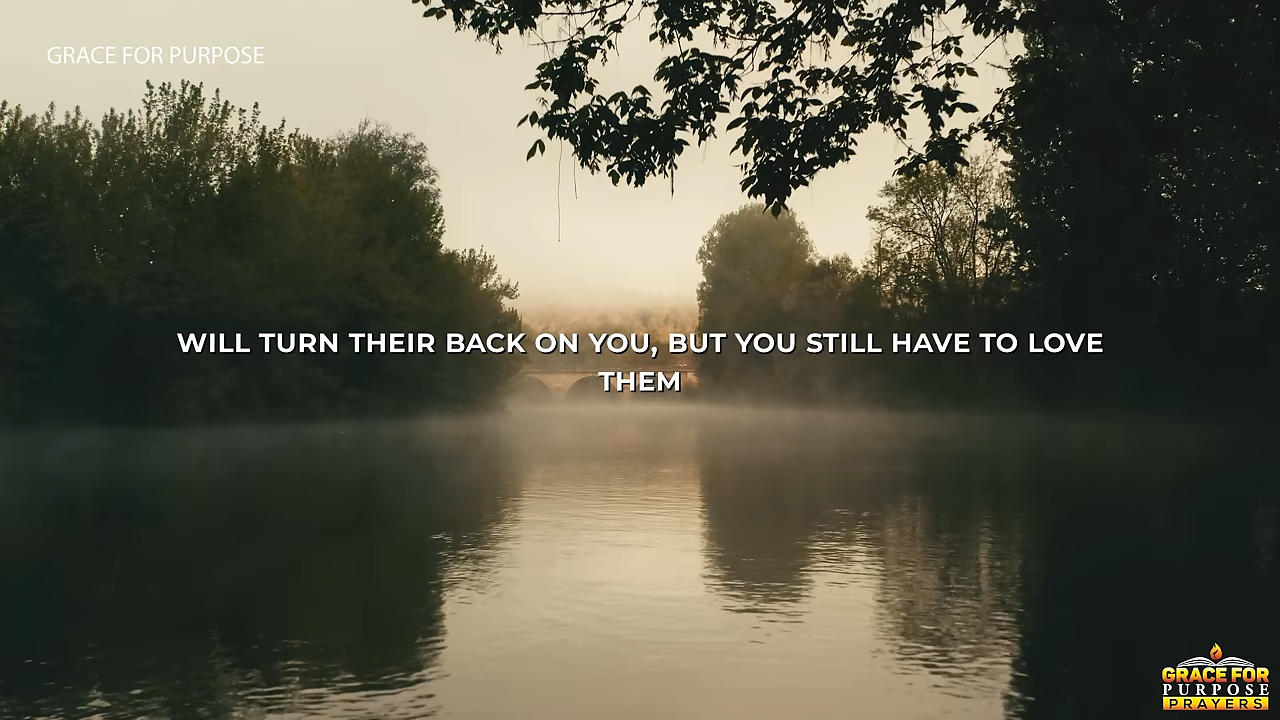 GRACE FOR PURPOSE
WILL TURN THEIR BACK ON YOU, BUT YOU STILL HAVE TO LOVE
THEM
GRACE FOR
PURPOSE
PRAYERS